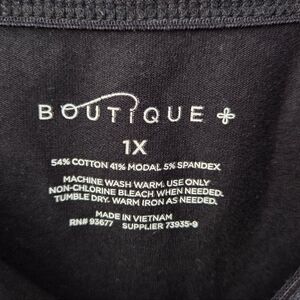 BOUTIQUE +
1X
54% COTTON 41% MODAL 5% SPANDEX
MACHINE WASH WARM. USE ONLY
NON-CHLORINE BLEACH WHEN NEEDED.
TUMBLE DRY. WARM IRON AS NEEDED.
MADE IN VIETNAM
RN# 93677 SUPPLIER 73935-9